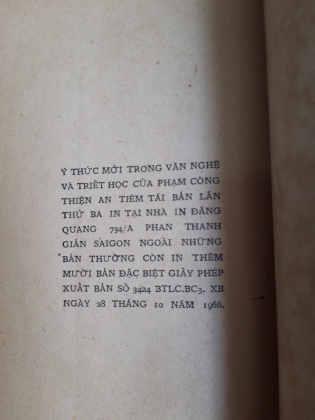 Ý THỨC MỚI TRONG VĂN NGHỆ
VÀ TRIẾT HỌC CỦA PHẠM CÔNG
THIỆN AN TIÊM TÁI BẢN LẦN
THỨ BA IN TẠI NHÀ IN ĐĂNG
QUANG 734/A PHAN THANH
GIẢN SAIGON NGOÀI NHỮNG
BẢN THƯỜNG CÒN IN THÊM
MƯỜI BẢN ĐẶC BIỆT GIẤY PHÉP
XUẤT BẢN SỐ 3424 BTLC.BC3. XB
NGÀY 28 THÁNG 10 NĂM 1966.